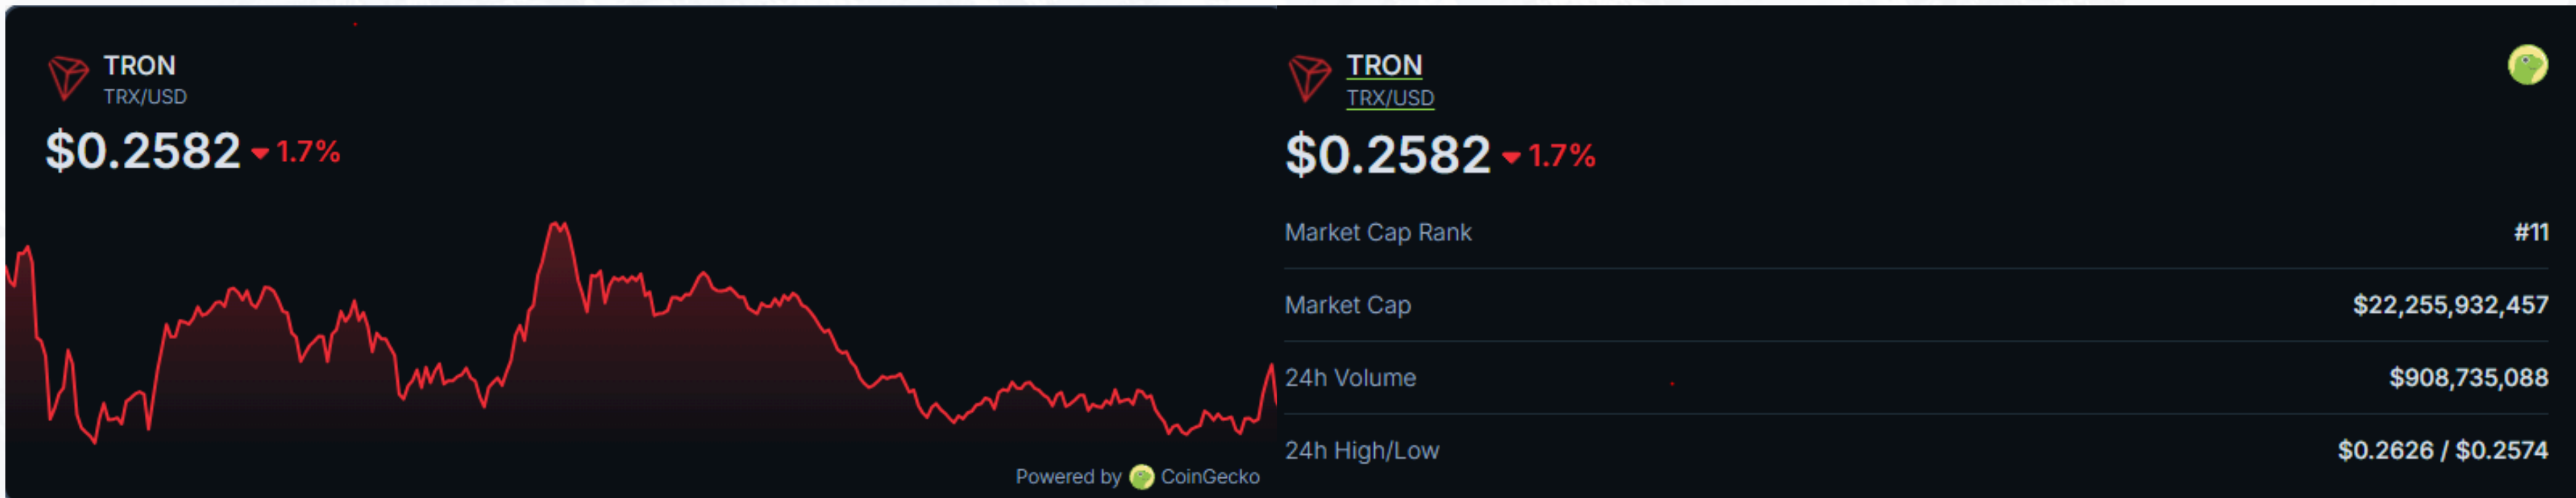 TRON
TRX/USD
$0.2582 1.7%
Powered by CoinGecko
TRON
TRX/USD
$0.2582 1.7%
Market Cap Rank #11
Market Cap $22,255,932,457
24h Volume $908,735,088
24h High/Low $0.2626 / $0.2574